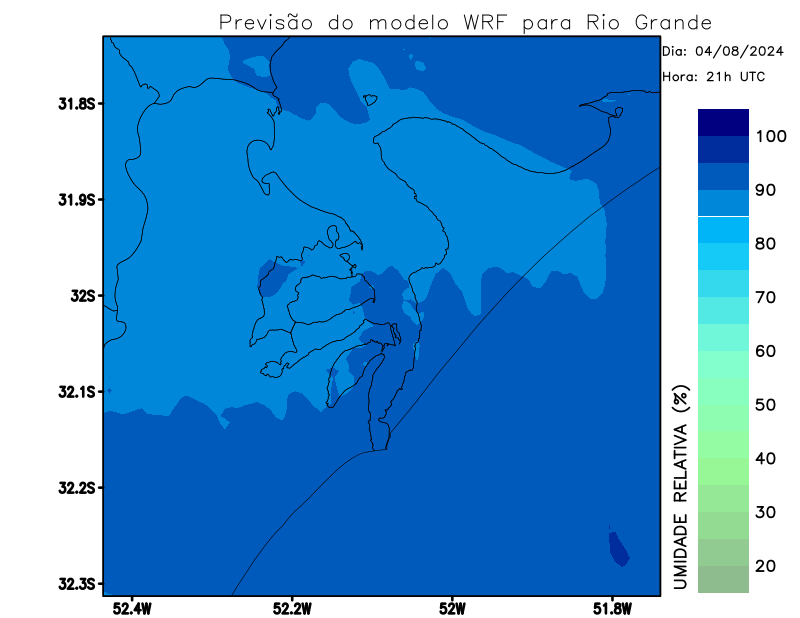 Previsão do modelo WRF para Rio Grande
Dia: 04/08/2024
Hora: 21h UTC
31.8S
31.9S
32S
32.1S
32.2S
32.3S
52.4W
52.2W
52W
51.8W
UMIDADE RELATIVA (%)
100
90
80
70
60
50
40
30
20